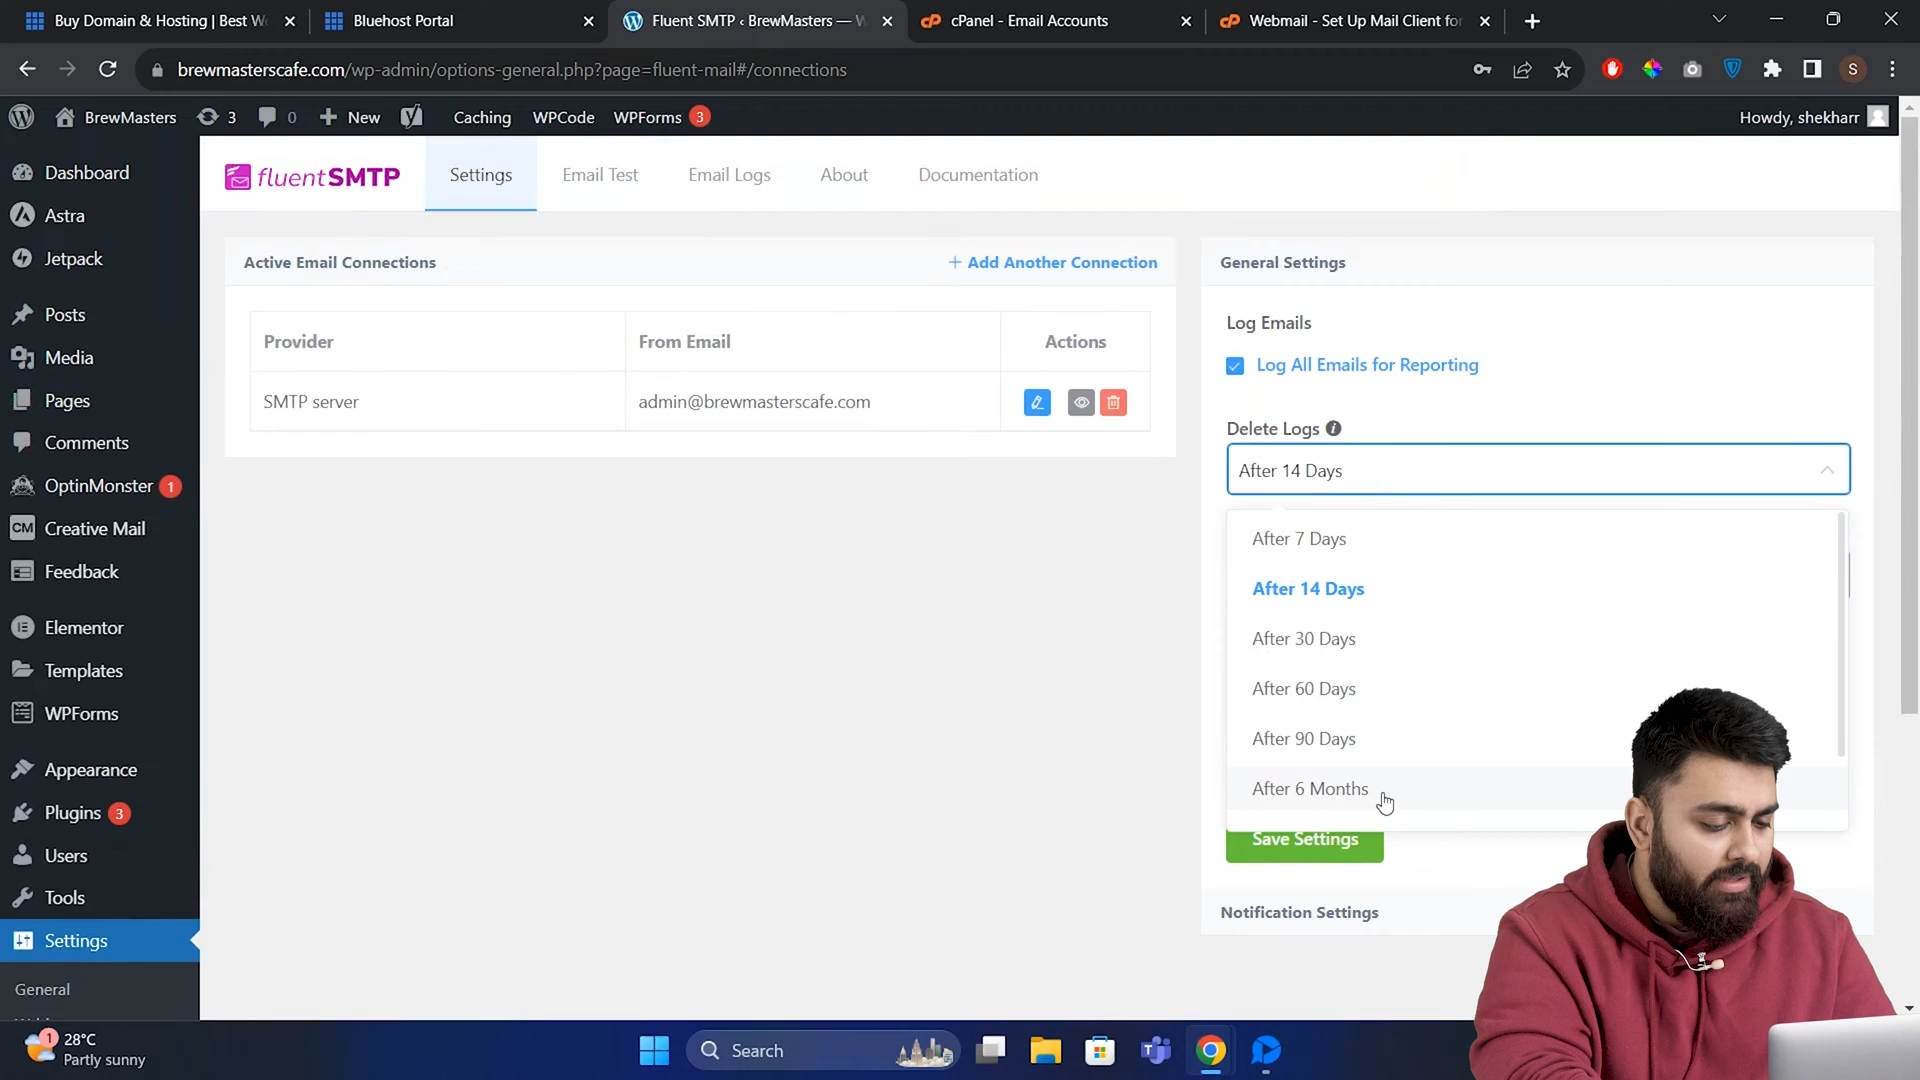 Buy Domain & Hosting | Best W
Bluehost Portal
Fluent SMTP ‹ BrewMasters — W
cPanel - Email Accounts
Webmail - Set Up Mail Client for
brewmasterscafe.com/wp-admin/options-general.php?page=fluent-mail#/connections
S
BrewMasters
3
0
New
Caching
WPCode
WPForms 3
Howdy, shekharr
Dashboard
Astra
Jetpack
Posts
Media
Pages
Comments
OptinMonster 1
CM Creative Mail
Feedback
Elementor
Templates
WPForms
Appearance
Plugins 3
Users
Tools
Settings
General
fluentSMTP
Settings
Email Test
Email Logs
About
Documentation
Active Email Connections
+ Add Another Connection
Provider
From Email
Actions
SMTP server
admin@brewmasterscafe.com
General Settings
Log Emails
Log All Emails for Reporting
Delete Logs
After 14 Days
After 7 Days
After 14 Days
After 30 Days
After 60 Days
After 90 Days
After 6 Months
Save Settings
Notification Settings
1
28°C
Partly sunny
Search